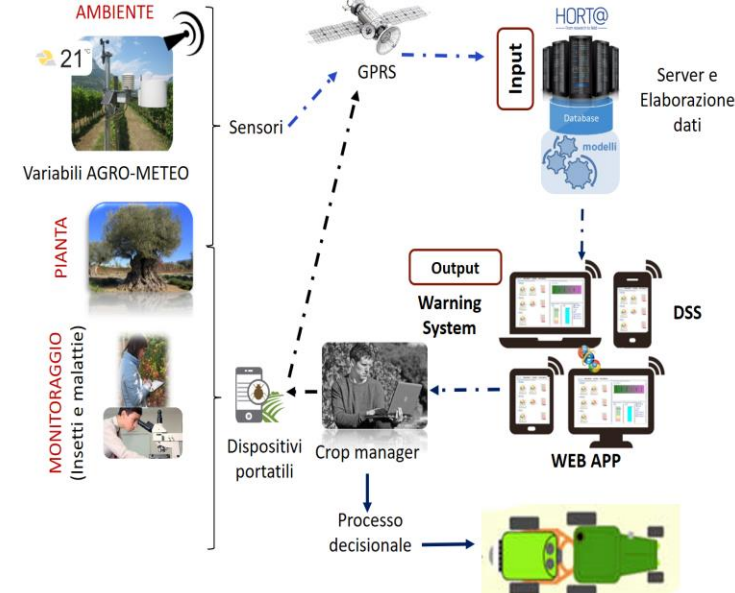 AMBIENTE
21°C
Variabili AGRO-METEO
PIANTA
MONITORAGGIO
(Insetti e malattie)
Sensori
GPRS
Input
HORT@
Database
modelli
Server e
Elaborazione
dati
Output
Warning
System
DSS
WEB APP
Dispositivi
portatili
Crop manager
Processo
decisionale